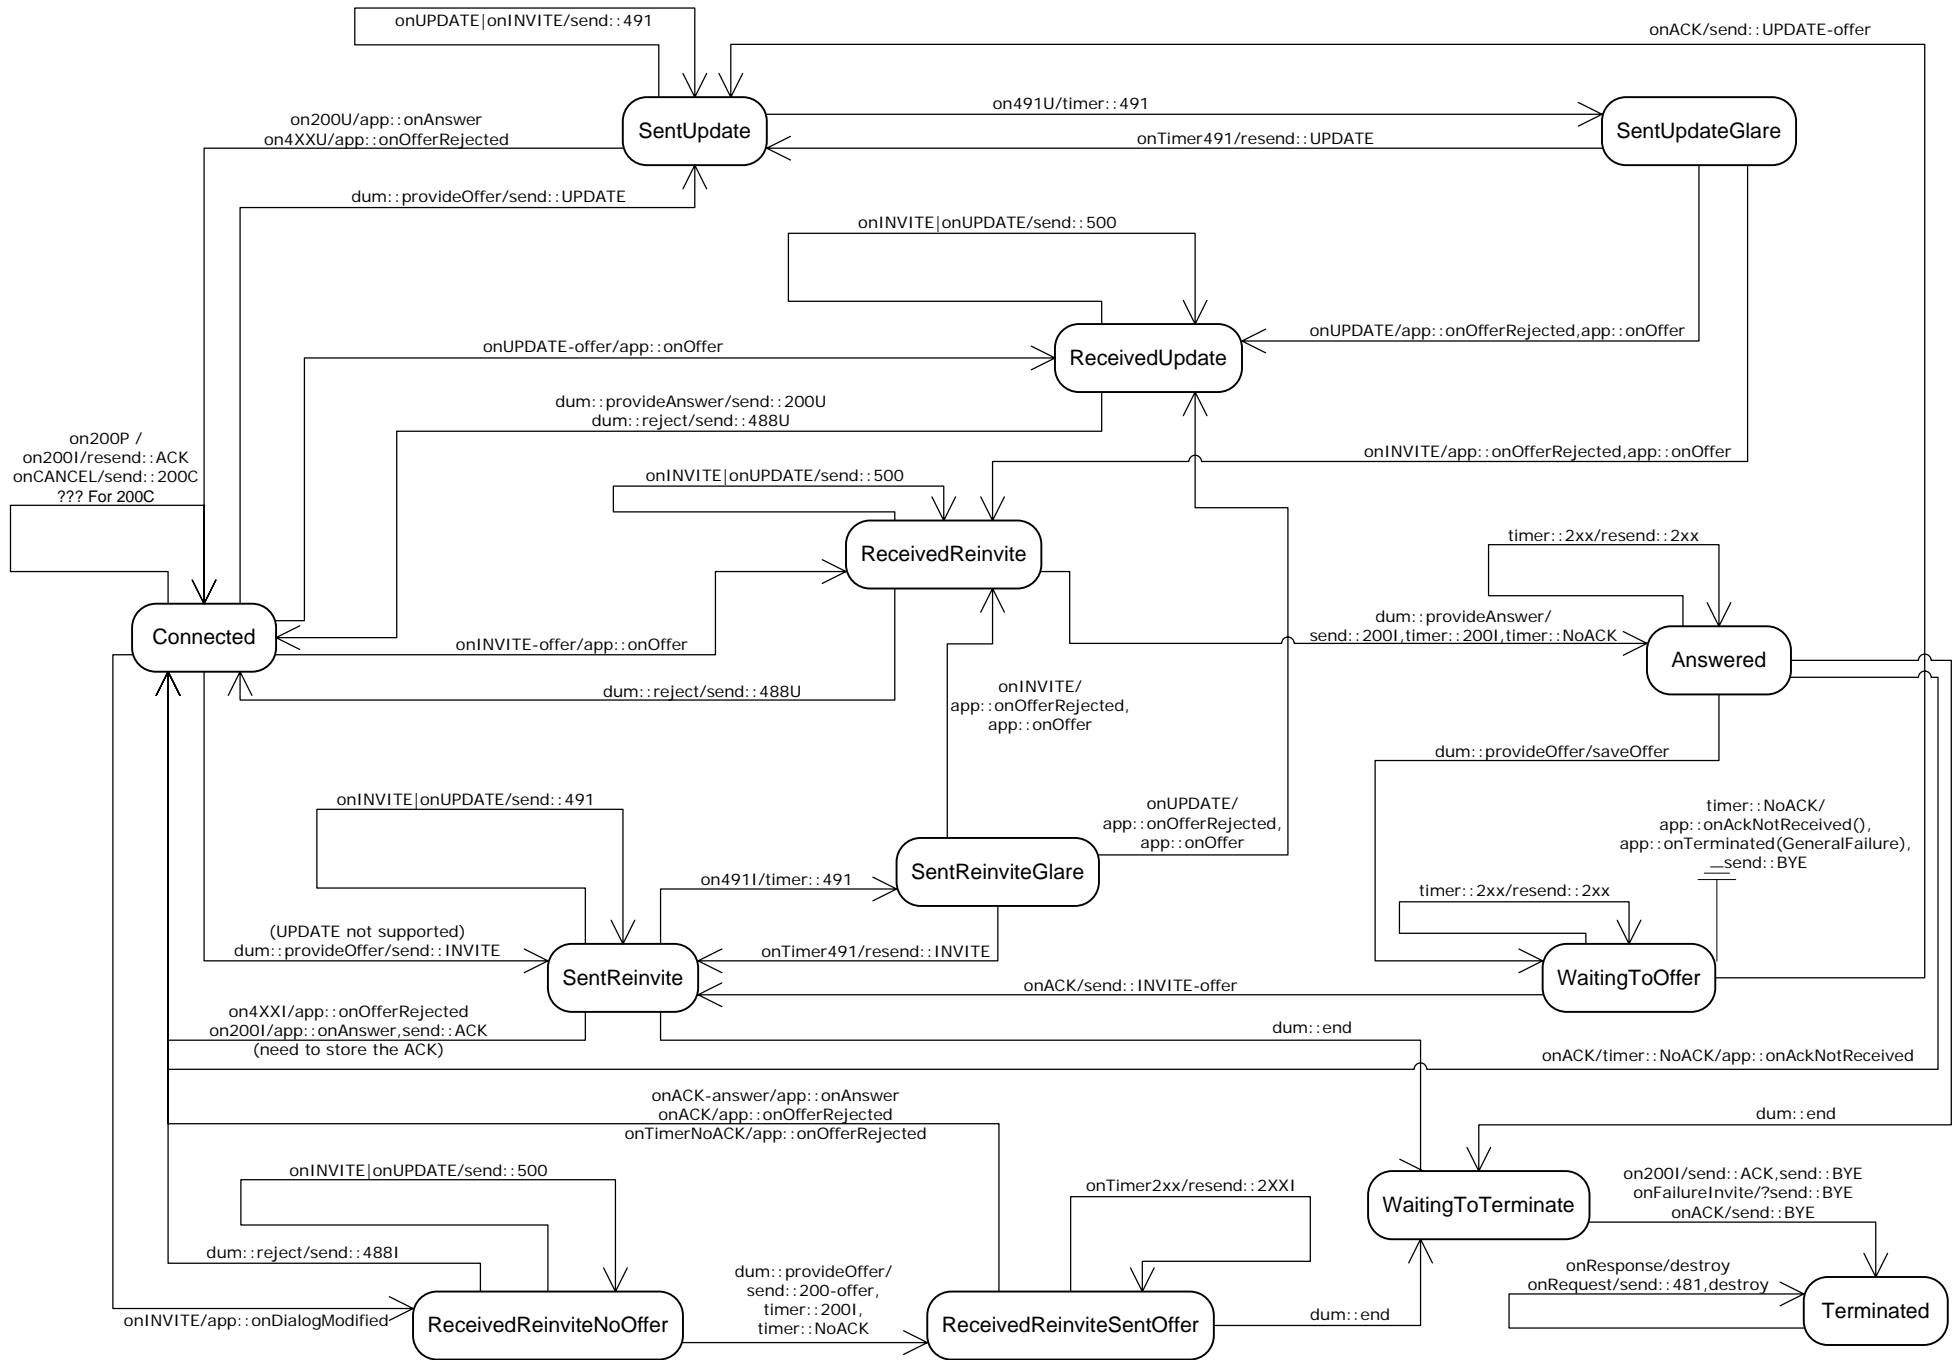 onUPDATE|onINVITE/send::491
onACK/send::UPDATE-offer
on491U/timer::491
on200U/app::onAnswer
on4XXU/app::onOfferRejected
SentUpdate
SentUpdateGlare
onTimer491/resend::UPDATE
dum::provideOffer/send::UPDATE
onINVITE|onUPDATE/send::500
onUPDATE/app::onOfferRejected,app::onOffer
onUPDATE-offer/app::onOffer
ReceivedUpdate
dum::provideAnswer/send::200U
dum::reject/send::488U
on200P /
on200I/resend::ACK
onCANCEL/send::200C
??? For 200C
onINVITE/app::onOfferRejected,app::onOffer
onINVITE|onUPDATE/send::500
ReceivedReinvite
timer::2xx/resend::2xx
dum::provideAnswer/
send::200I,timer::200I,timer::NoACK
Connected
onINVITE-offer/app::onOffer
Answered
dum::reject/send::488U
onINVITE/
app::onOfferRejected,
app::onOffer
dum::provideOffer/saveOffer
onINVITE|onUPDATE/send::491
onUPDATE/
app::onOfferRejected,
app::onOffer
timer::NoACK/
app::onAckNotReceived(),
app::onTerminated(GeneralFailure),
send::BYE
on491I/timer::491
SentReinviteGlare
timer::2xx/resend::2xx
(UPDATE not supported)
dum::provideOffer/send::INVITE
onTimer491/resend::INVITE
SentReinvite
WaitingToOffer
onACK/send::INVITE-offer
on4XXI/app::onOfferRejected
on200I/app::onAnswer,send::ACK
(need to store the ACK)
dum::end
onACK/timer::NoACK/app::onAckNotReceived
onACK-answer/app::onAnswer
onACK/app::onOfferRejected
onTimerNoACK/app::onOfferRejected
dum::end
onINVITE|onUPDATE/send::500
onTimer2xx/resend::2XXI
WaitingToTerminate
on200I/send::ACK,send::BYE
onFailureInvite/?send::BYE
onACK/send::BYE
dum::reject/send::488I
dum::provideOffer/
send::200-offer,
timer::200I,
timer::NoACK
onResponse/destroy
onRequest/send::481,destroy
onINVITE/app::onDialogModified
ReceivedReinviteNoOffer
ReceivedReinviteSentOffer
dum::end
Terminated